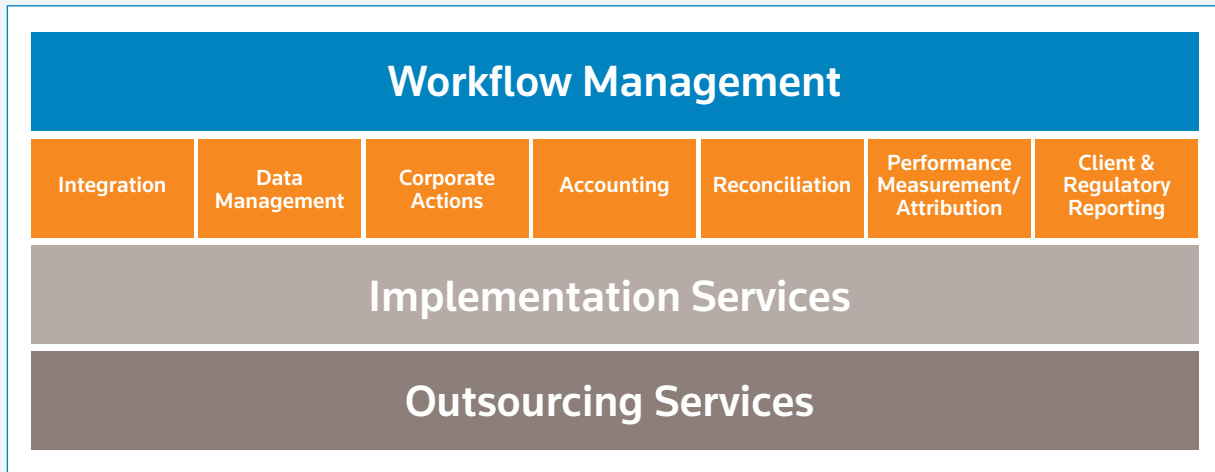 Workflow Management
Integration
Data
Management
Corporate
Actions
Accounting
Reconciliation
Performance
Measurement/
Attribution
Client &
Regulatory
Reporting
Implementation Services
Outsourcing Services